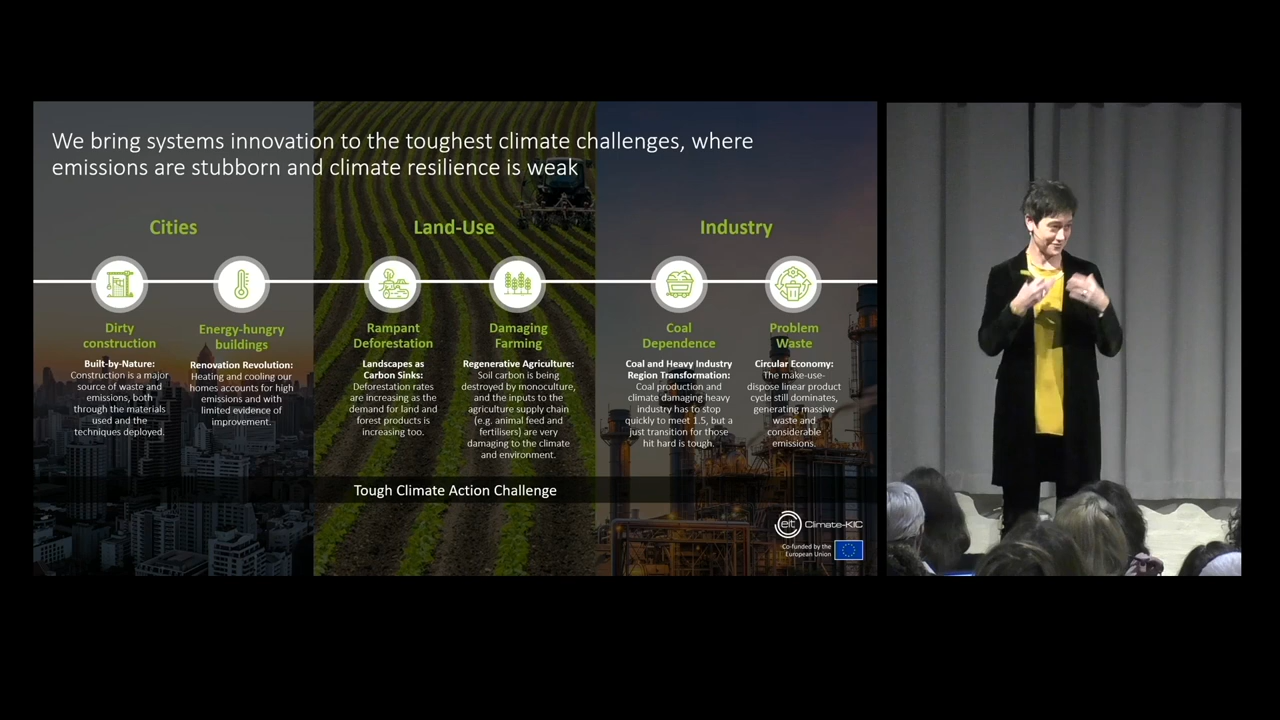 We bring systems innovation to the toughest climate challenges, where
emissions are stubborn and climate resilience is weak
Cities
Dirty
construction
Built-by-Nature:
Construction is a major
source of waste and
emissions, both
through the materials
used and the
techniques deployed.
Energy-hungry
buildings
Renovation Revolution:
Heating and cooling our
homes accounts for high
emissions and with
limited evidence of
improvement.
Land-Use
Rampant
Deforestation
Landscapes as
Carbon Sinks:
Deforestation rates
are increasing as the
demand for land and
forest products is
increasing too.
Damaging
Farming
Regenerative Agriculture:
Soil carbon is being
destroyed by monoculture,
and the inputs to the
agriculture supply chain
(e.g. animal feed and
fertilisers) are very
damaging to the climate
and environment.
Industry
Coal
Dependence
Coal and Heavy Industry
Region Transformation:
Coal production and
climate damaging heavy
industry has to stop
quickly to meet 1.5, but a
just transition for those
hit hard is tough.
Problem
Waste
Circular Economy:
The make-use-
dispose linear product
cycle still dominates,
generating massive
waste and
considerable
emissions.
Tough Climate Action Challenge
eit Climate-KIC
Co-funded by the
European Union